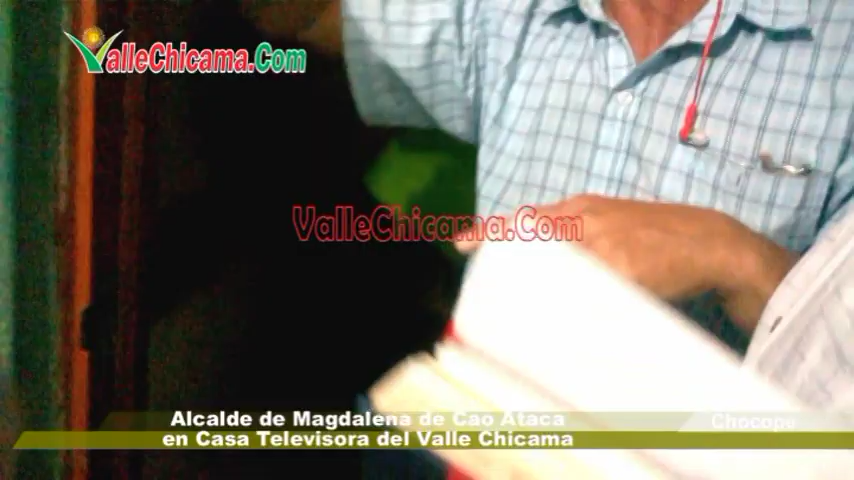 ValleChicama.Com
ValleChicama.Com
Alcalde de Magdalena de Cao Ataca
en Casa Televisora del Valle Chicama
Chocope